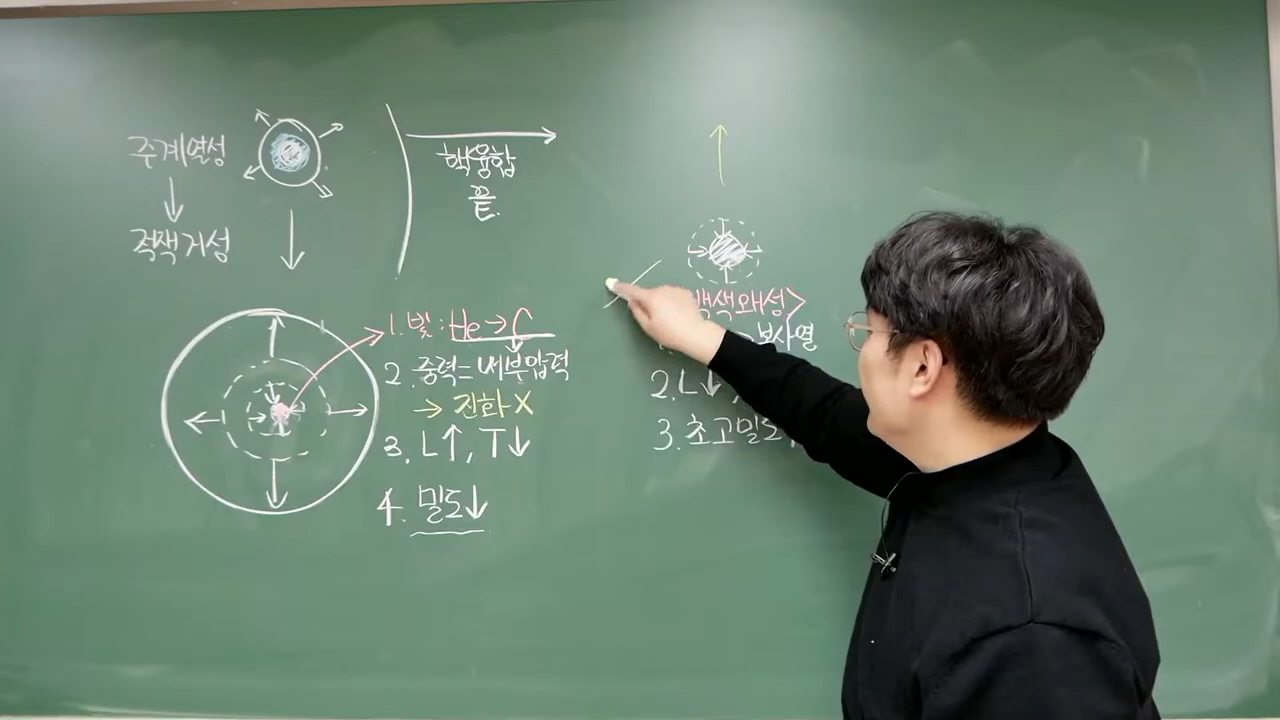 주계열성
↓
적색거성
핵융합
끝.
1. 빛 : He → C
2. 중력 = 내부압력
→ 진화 X
3. L↑, T↓
4. 밀도↓
백색왜성>
→ 복사열
2. L↓
3. 초고밀도